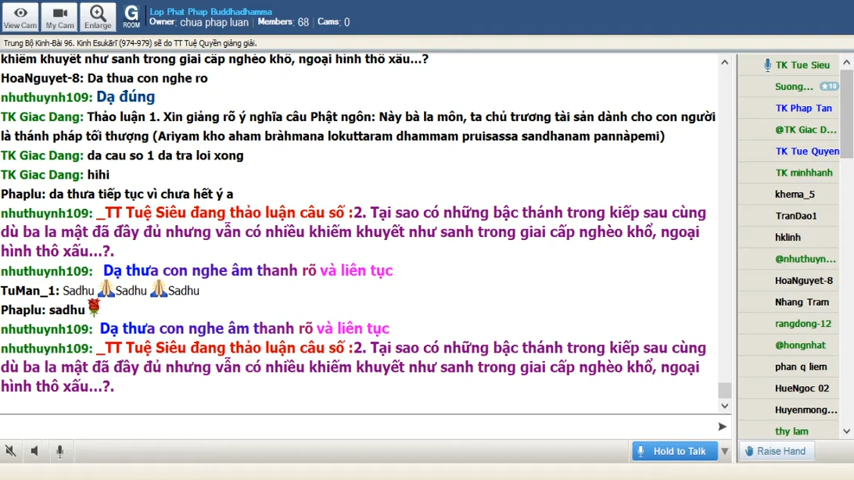 Lop Phat Phap Buddhadhamma
Owner: chua phap luan Members: 68 Cams: 0
View Cam My Cam Enlarge G ROOM
Trung Bộ Kinh-Bài 96. Kinh Esukārī (974-979) sẽ do TT Tuệ Quyền giảng giải.
khiếm khuyết như sanh trong giai cấp nghèo khổ, ngoại hình thô xấu...?
HoaNguyet-8: Da thua con nghe ro
nhuthuynh109: Dạ đúng
TK Giac Dang: Thảo luận 1. Xin giảng rõ ý nghĩa câu Phật ngôn: Này bà la môn, ta chủ trương tài sản dành cho con người
là thánh pháp tối thượng (Ariyam kho aham bràhmana lokuttaram dhammam pruisassa sandhanam pannàpemi)
TK Giac Dang: da cau so 1 da tra loi xong
TK Giac Dang: hihi
Phaplu: da thưa tiếp tục vì chưa hết ý a
nhuthuynh109: _TT Tuệ Siêu đang thảo luận câu số :2. Tại sao có những bậc thánh trong kiếp sau cùng
dù ba la mật đã đầy đủ nhưng vẫn có nhiều khiếm khuyết như sanh trong giai cấp nghèo khổ, ngoại
hình thô xấu...?.
nhuthuynh109: Dạ thưa con nghe âm thanh rõ và liên tục
TuMan_1: Sadhu Sadhu Sadhu
Phaplu: sadhu
nhuthuynh109: Dạ thưa con nghe âm thanh rõ và liên tục
nhuthuynh109: _TT Tuệ Siêu đang thảo luận câu số :2. Tại sao có những bậc thánh trong kiếp sau cùng
dù ba la mật đã đầy đủ nhưng vẫn có nhiều khiếm khuyết như sanh trong giai cấp nghèo khổ, ngoại
hình thô xấu...?.
TK Tue Sieu
Suong... 10
TK Phap Tan
@TK Giac D...
TK Tue Quyen
TK minhhanh
khema_5
TranDao1
hklinh
@nhuthuyn...
HoaNguyet-8
Nhang Tram
rangdong-12
@hongnhat
phan q liem
HueNgoc 02
Huyenmong...
thy lam
Hold to Talk
Raise Hand